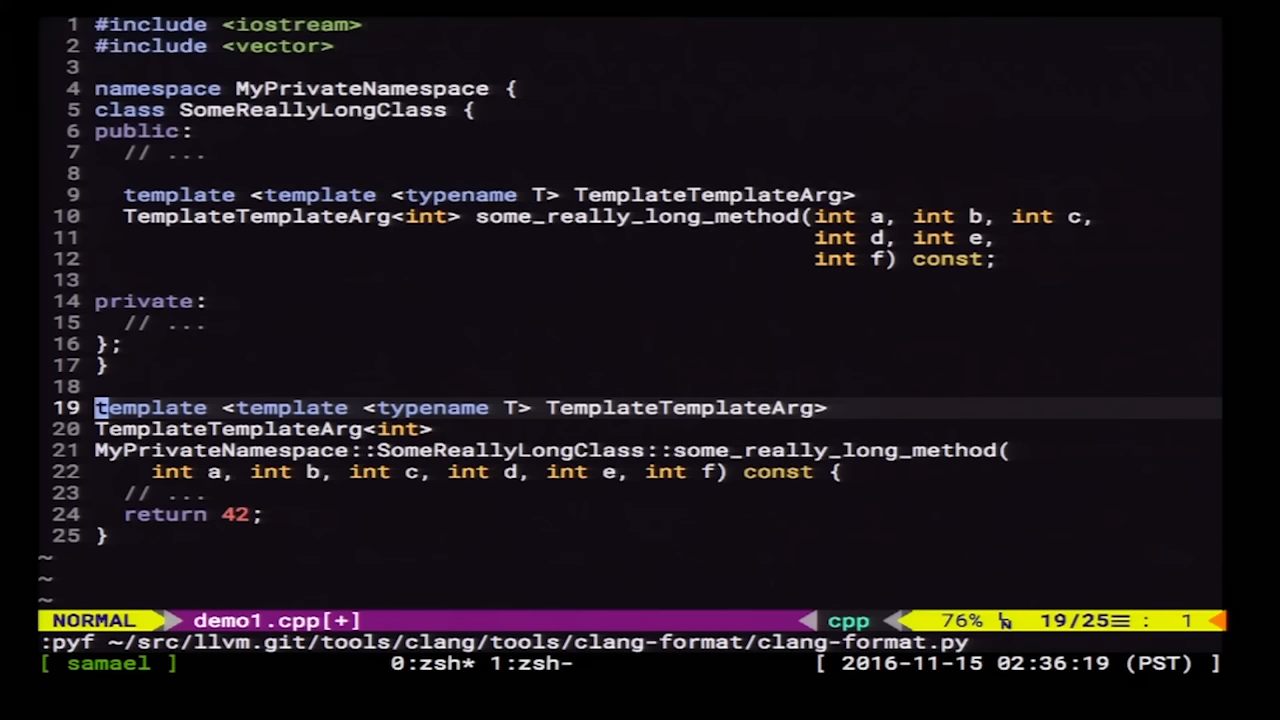 1 #include <iostream>
2 #include <vector>
3
4 namespace MyPrivateNamespace {
5 class SomeReallyLongClass {
6 public:
7   // ...
8
9   template <template <typename T> TemplateTemplateArg>
10   TemplateTemplateArg<int> some_really_long_method(int a, int b, int c,
11                                                    int d, int e,
12                                                    int f) const;
13
14 private:
15   // ...
16 };
17 }
18
19 template <template <typename T> TemplateTemplateArg>
20 TemplateTemplateArg<int>
21 MyPrivateNamespace::SomeReallyLongClass::some_really_long_method(
22     int a, int b, int c, int d, int e, int f) const {
23   // ...
24   return 42;
25 }
~
~
~
NORMAL demo1.cpp[+] cpp 76% 19/25≡ : 1
:pyf ~/src/llvm.git/tools/clang/tools/clang-format/clang-format.py
[ samael ] 0:zsh* 1:zsh- [ 2016-11-15 02:36:19 (PST) ]